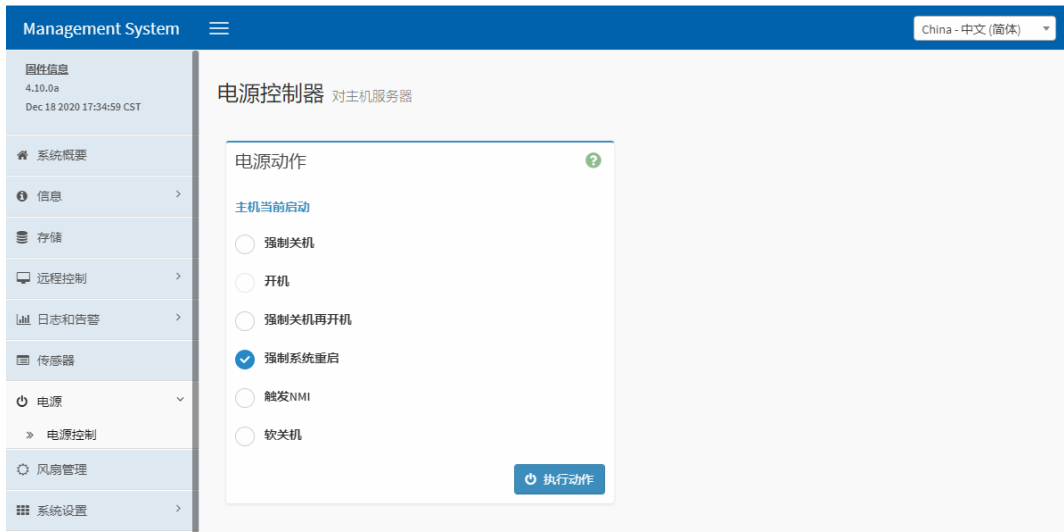 Management System
China - 中文 (简体)
固件信息
4.10.0a
Dec 18 2020 17:34:59 CST
系统概要
信息
存储
远程控制
日志和告警
传感器
电源
电源控制
风扇管理
系统设置
电源控制器 对主机服务器
电源动作
主机当前启动
强制关机
开机
强制关机再开机
强制系统重启
触发NMI
软关机
执行动作